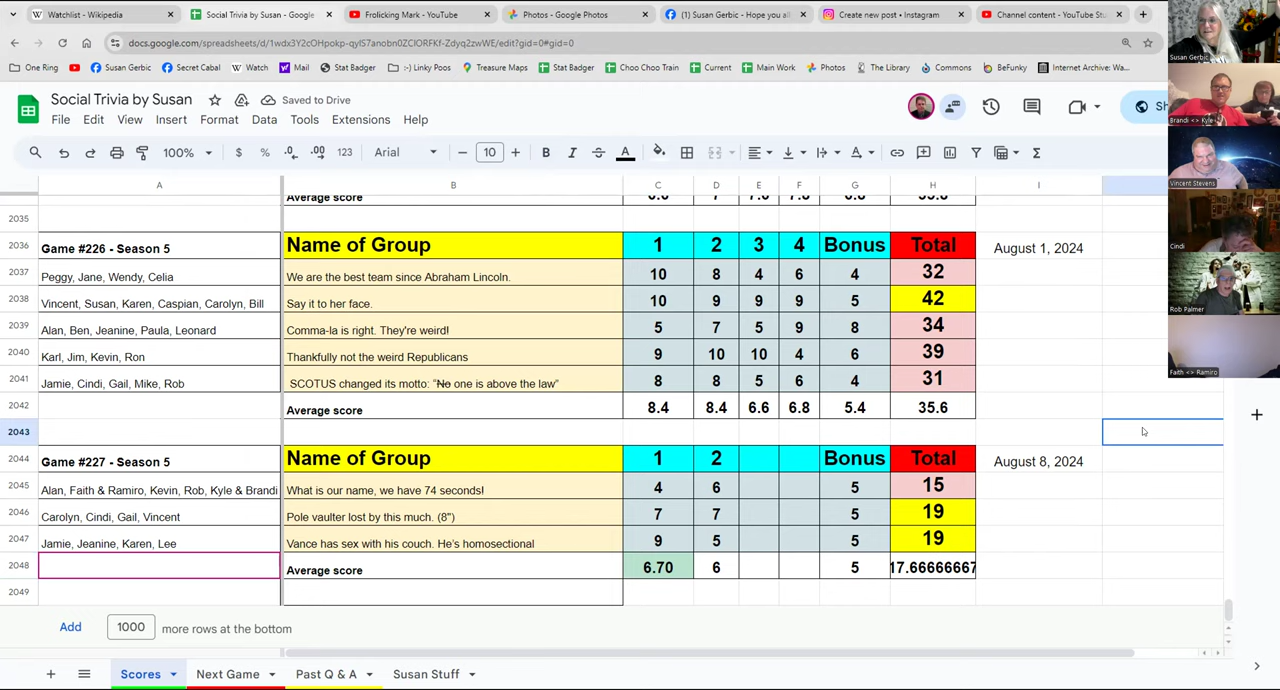 Watchlist - Wikipedia
Social Trivia by Susan - Google
Frolicking Mark - YouTube
Photos - Google Photos
(1) Susan Gerbic - Hope you all
Create new post • Instagram
Channel content - YouTube Stu
docs.google.com/spreadsheets/d/1wdx3Y2cOHpokp-qyIS7anobn0ZClORFKf-Zdyq2zwWE/edit?gid=0#gid=0
One Ring Susan Gerbic Secret Cabal Watch Mail Stat Badger :-) Linky Poos Google Maps Stat Badger Choo Choo Train Current Main Work Photos The Library Commons BeFunky Internet Archive: Wa...
Social Trivia by Susan Saved to Drive
File Edit View Insert Format Data Tools Extensions Help
100% $ % .0 .00 123 Arial 10 B I S A
A B C D E F G H I
Average score 7
2035
2036 Game #226 - Season 5 Name of Group 1 2 3 4 Bonus Total August 1, 2024
2037 Peggy, Jane, Wendy, Celia We are the best team since Abraham Lincoln. 10 8 4 6 4 32
2038 Vincent, Susan, Karen, Caspian, Carolyn, Bill Say it to her face. 10 9 9 9 5 42
2039 Alan, Ben, Jeanine, Paula, Leonard Comma-la is right. They're weird! 5 7 5 9 8 34
2040 Karl, Jim, Kevin, Ron Thankfully not the weird Republicans 9 10 10 4 6 39
2041 Jamie, Cindi, Gail, Mike, Rob SCOTUS changed its motto: "No one is above the law" 8 8 5 6 4 31
2042 Average score 8.4 8.4 6.6 6.8 5.4 35.6
2043
2044 Game #227 - Season 5 Name of Group 1 2 Bonus Total August 8, 2024
2045 Alan, Faith & Ramiro, Kevin, Rob, Kyle & Brandi What is our name, we have 74 seconds! 4 6 5 15
2046 Carolyn, Cindi, Gail, Vincent Pole vaulter lost by this much. (8") 7 7 5 19
2047 Jamie, Jeanine, Karen, Lee Vance has sex with his couch. He's homosectional 9 5 5 19
2048 Average score 6.70 6 5 17.66666667
2049
Add 1000 more rows at the bottom
Scores Next Game Past Q & A Susan Stuff
Susan Gerbic
Brandi <> Kyle
Vincent Stevens
Cindi
Rob Palmer
Faith <> Ramiro